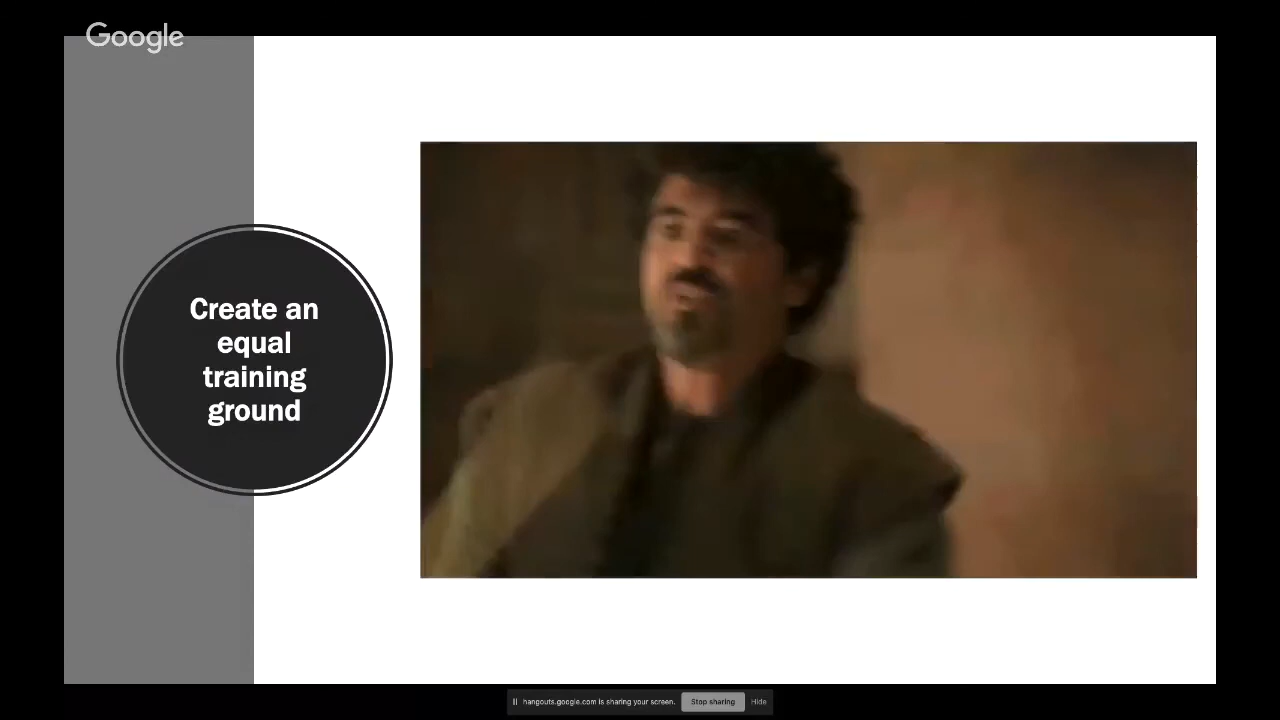 Google
Create an
equal
training
ground
hangouts.google.com is sharing your screen. Stop sharing Hide